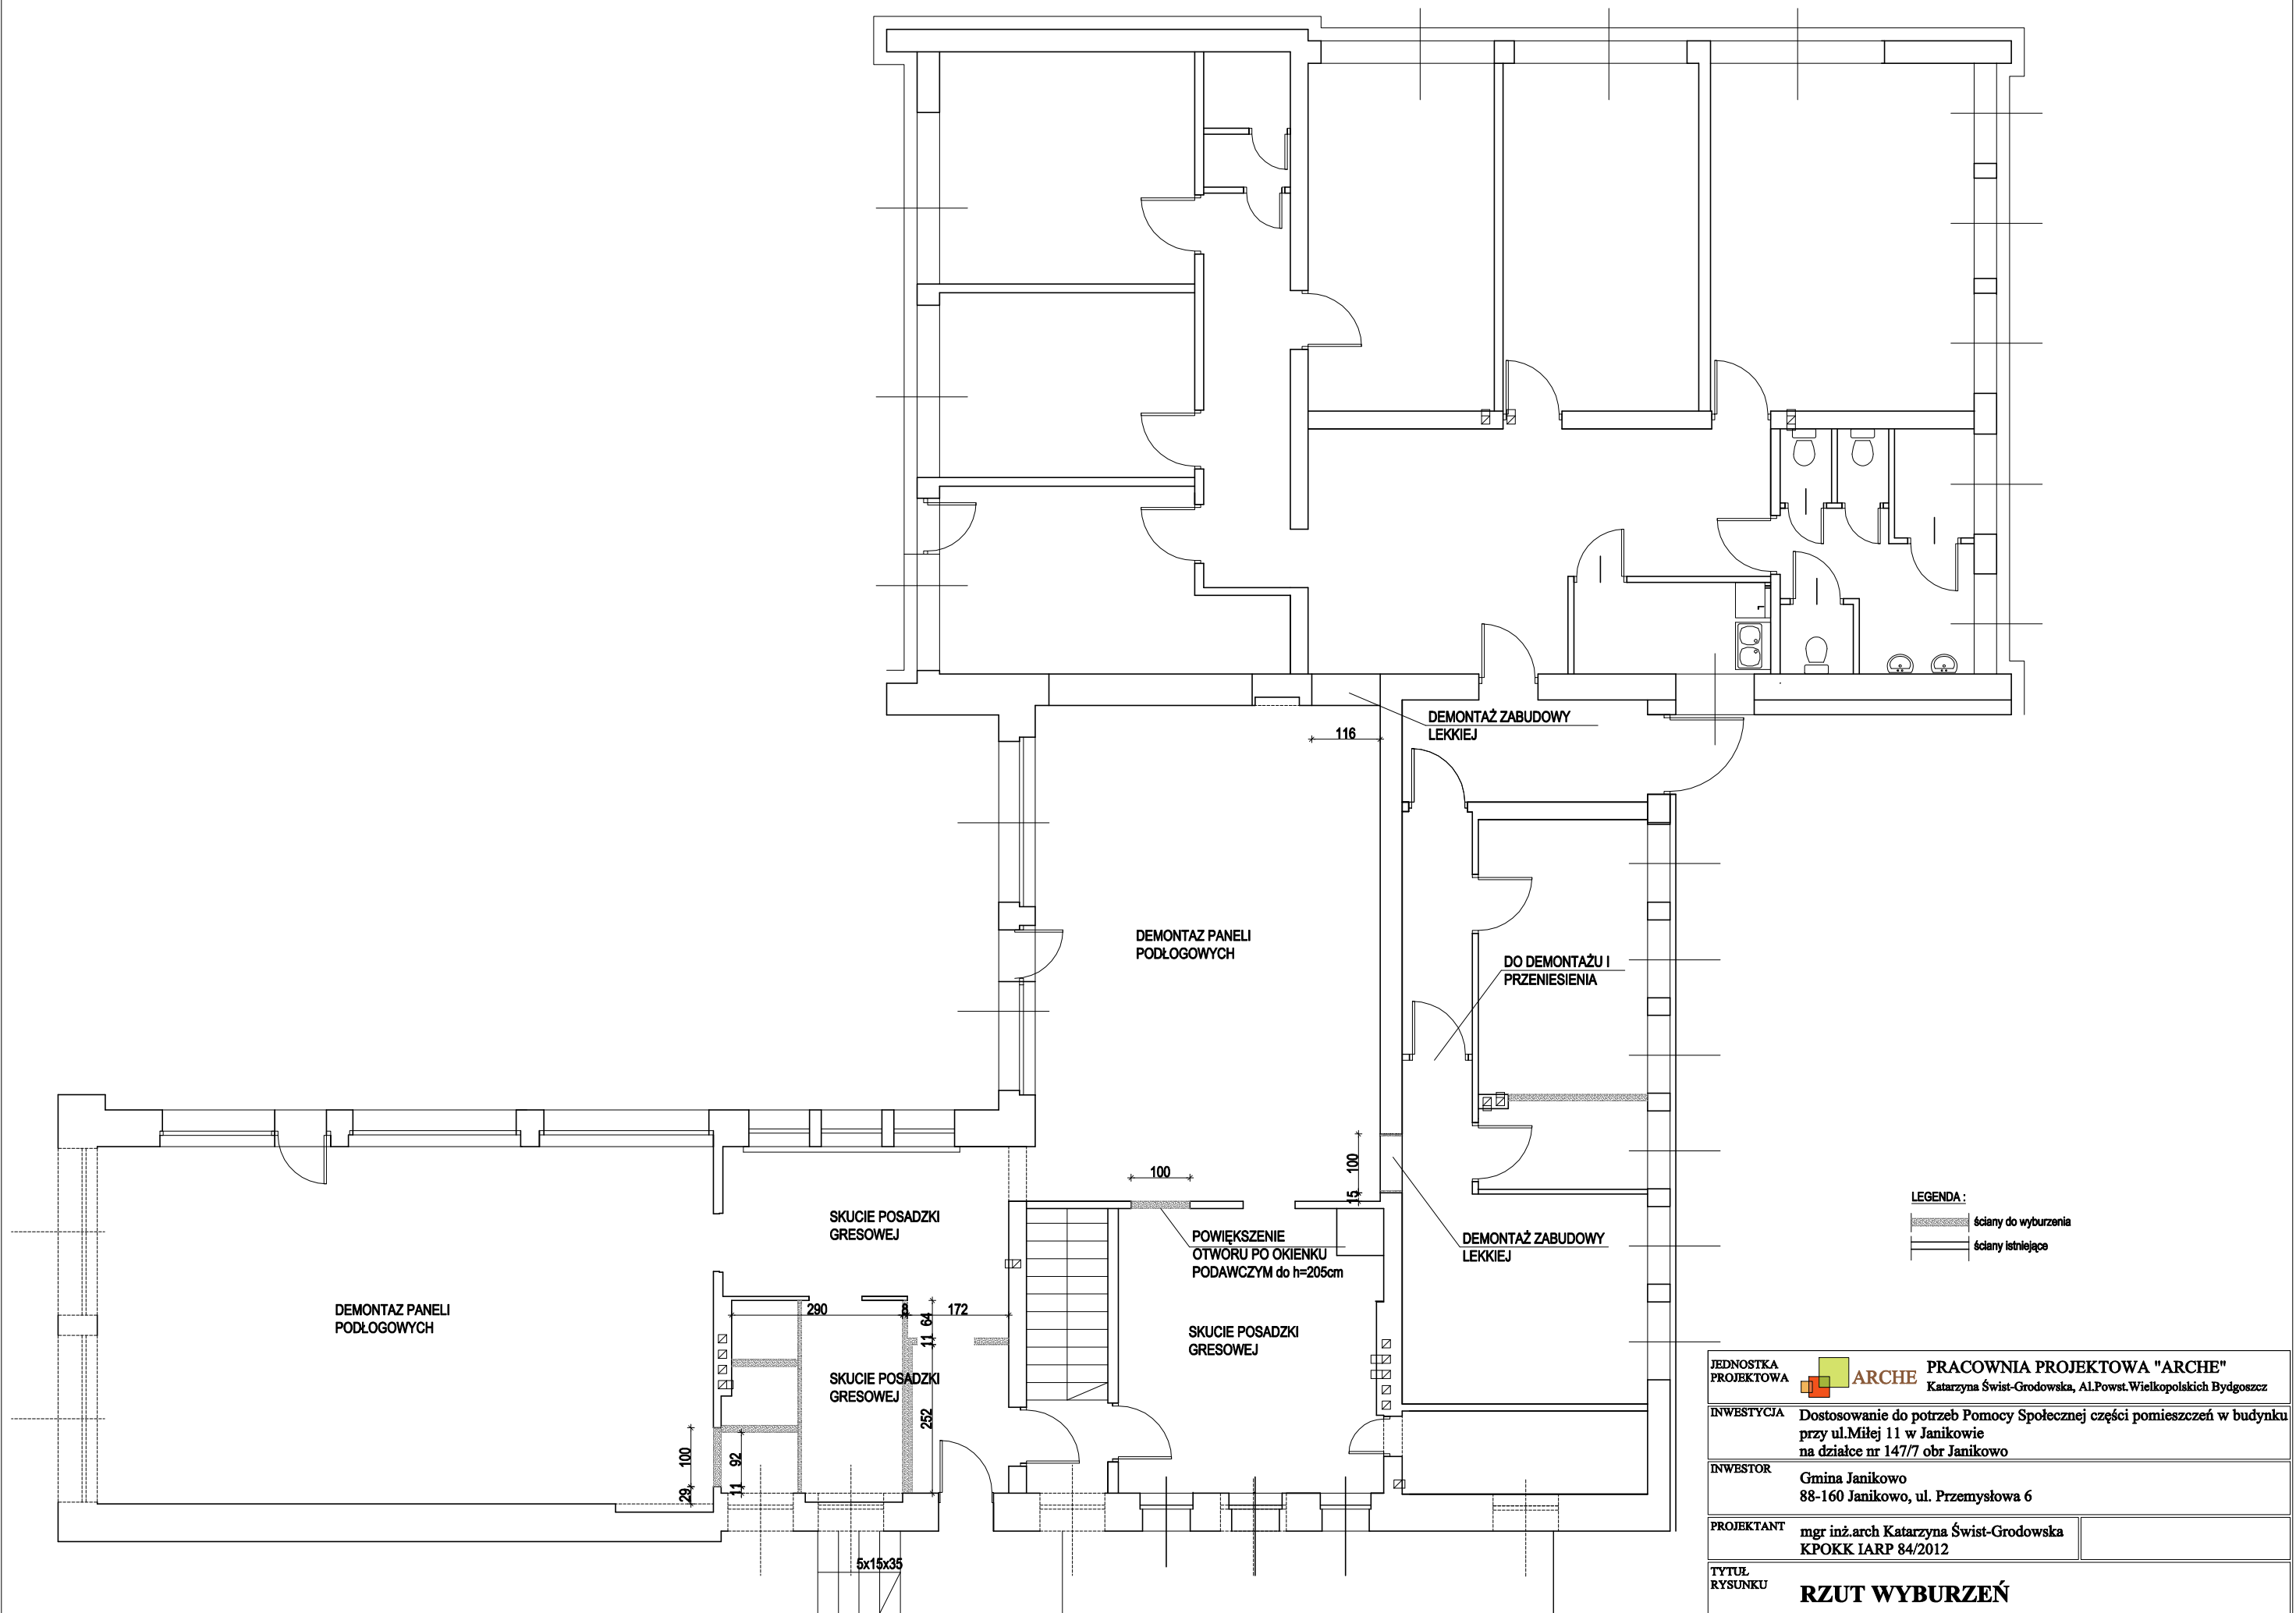 DEMONTAŻ ZABUDOWY
LEKKIEJ
116
DEMONTAZ PANELI
PODŁOGOWYCH
DO DEMONTAŻU I
PRZENIESIENIA
100
100
15
SKUCIE POSADZKI
GRESOWEJ
POWIĘKSZENIE
OTWORU PO OKIENKU
PODAWCZYM do h=205cm
DEMONTAŻ ZABUDOWY
LEKKIEJ
LEGENDA :
ściany do wyburzenia
ściany istniejące
DEMONTAZ PANELI
PODŁOGOWYCH
290
8
172
64
11
SKUCIE POSADZKI
GRESOWEJ
SKUCIE POSADZKI
GRESOWEJ
252
100
92
29
11
5x15x35
JEDNOSTKA
PROJEKTOWA
ARCHE
PRACOWNIA PROJEKTOWA "ARCHE"
Katarzyna Świst-Grodowska, Al.Powst.Wielkopolskich Bydgoszcz
INWESTYCJA
Dostosowanie do potrzeb Pomocy Społecznej części pomieszczeń w budynku
przy ul.Miłej 11 w Janikowie
na działce nr 147/7 obr Janikowo
INWESTOR
Gmina Janikowo
88-160 Janikowo, ul. Przemysłowa 6
PROJEKTANT
mgr inż.arch Katarzyna Świst-Grodowska
KPOKK IARP 84/2012
TYTUŁ
RYSUNKU
RZUT WYBURZEŃ